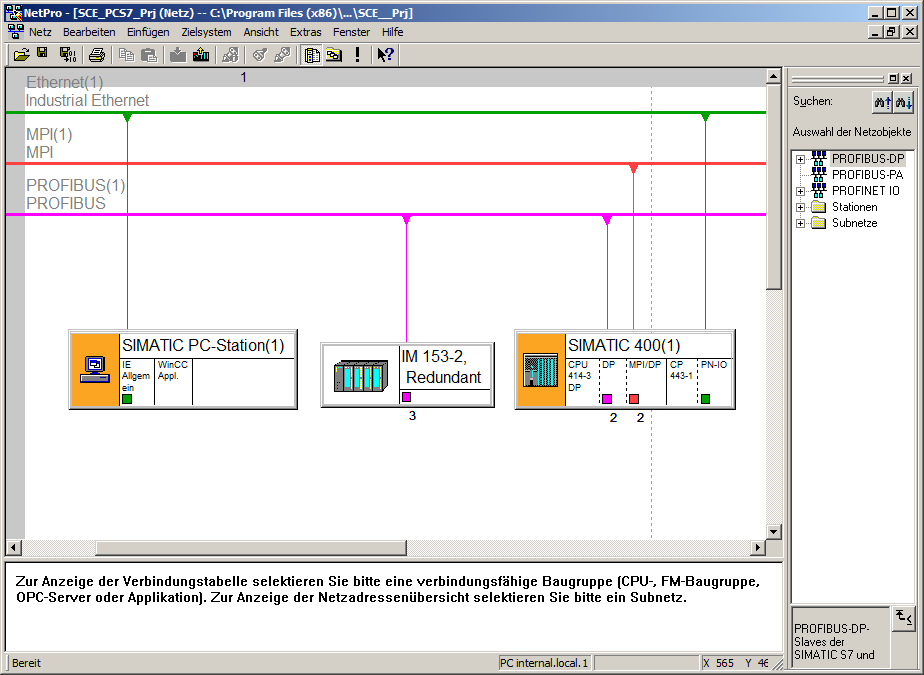 NetPro - [SCE_PCS7_Prj (Netz) -- C:\Program Files (x86)\...\SCE__Prj]
Netz Bearbeiten Einfügen Zielsystem Ansicht Extras Fenster Hilfe
1
Ethernet(1)
Industrial Ethernet
MPI(1)
MPI
PROFIBUS(1)
PROFIBUS
SIMATIC PC-Station(1)
IE
Allgem
ein
WinCC
Appl.
IM 153-2,
Redundant
3
SIMATIC 400(1)
CPU
414-3
DP
DP
MPI/DP
CP
443-1
PN-IO
2
2
Suchen:
Auswahl der Netzobjekte
PROFIBUS-DP
PROFIBUS-PA
PROFINET IO
Stationen
Subnetze
PROFIBUS-DP-
Slaves der
SIMATIC S7 und
Zur Anzeige der Verbindungstabelle selektieren Sie bitte eine verbindungsfähige Baugruppe (CPU-, FM-Baugruppe,
OPC-Server oder Applikation). Zur Anzeige der Netzadressenübersicht selektieren Sie bitte ein Subnetz.
Bereit
PC internal.local.1
X 565 Y 46